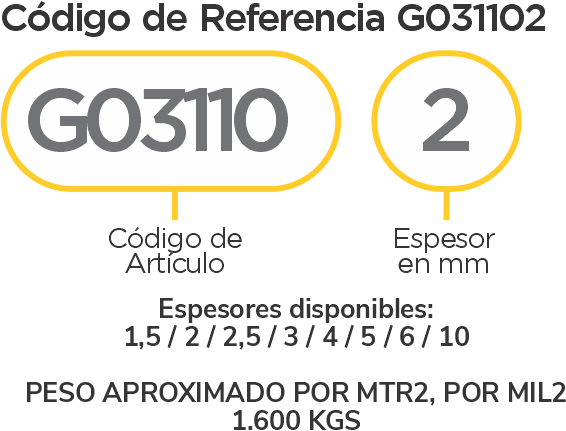 Código de Referencia G031102
G03110 2
Código de Artículo
Espesor en mm
Espesores disponibles:
1,5 / 2 / 2,5 / 3 / 4 / 5 / 6 / 10
PESO APROXIMADO POR MTR2, POR MIL2
1.600 KGS